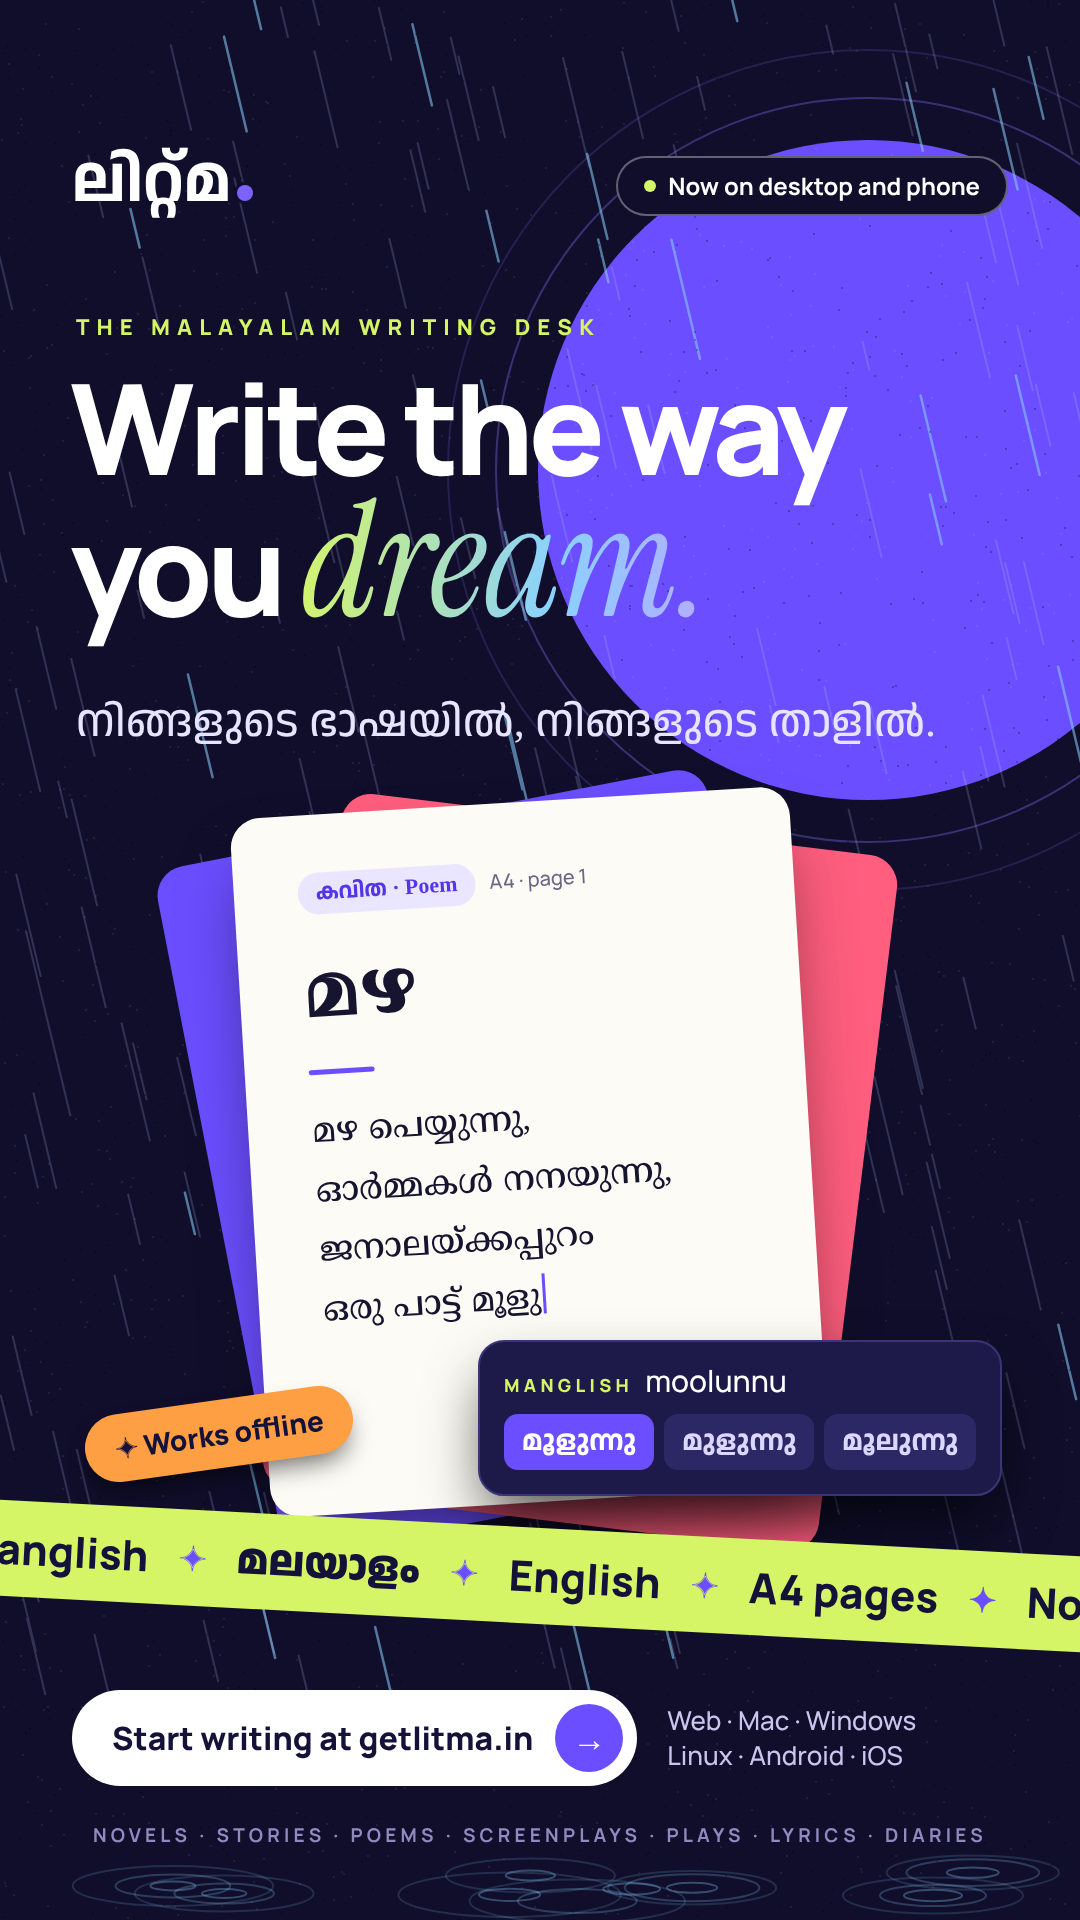 ലിറ്റ്മ.
Now on desktop and phone
THE MALAYALAM WRITING DESK
Write the way
you dream.
നിങ്ങളുടെ ഭാഷയിൽ, നിങ്ങളുടെ താളിൽ.
കവിത · Poem A4 · page 1
മഴ
മഴ പെയ്യുന്നു,
ഓർമ്മകൾ നനയുന്നു,
ജനാലയ്ക്കപ്പുറം
ഒരു പാട്ട് മൂളു
MANGLISH moolunnu
മൂളുന്നു മുളുന്നു മൂലുന്നു
✦ Works offline
anglish ✦ മലയാളം ✦ English ✦ A4 pages ✦ No
Start writing at getlitma.in →
Web · Mac · Windows
Linux · Android · iOS
NOVELS · STORIES · POEMS · SCREENPLAYS · PLAYS · LYRICS · DIARIES